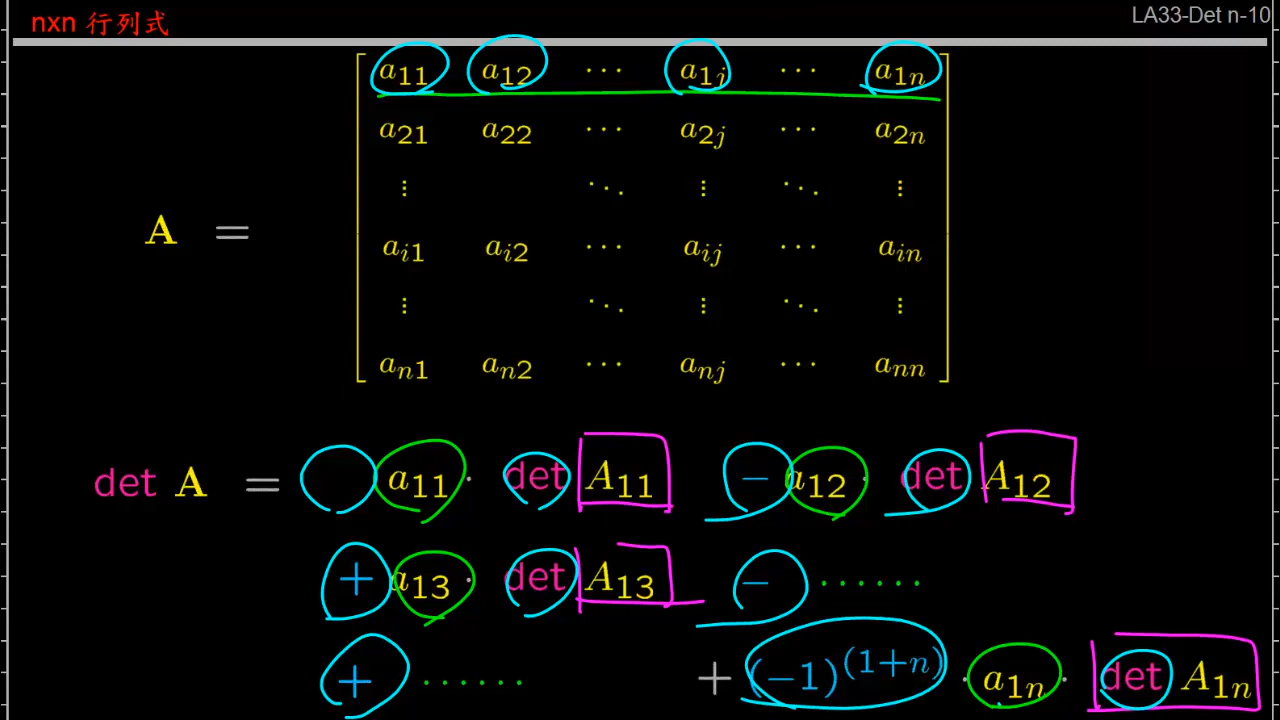 nxn 行列式
LA33-Det n-10
a11 a12 ··· a1j ··· a1n
a21 a22 ··· a2j ··· a2n
⋮ ⋱ ⋮ ⋱ ⋮
A = ai1 ai2 ··· aij ··· ain
⋮ ⋱ ⋮ ⋱ ⋮
an1 an2 ··· anj ··· ann
det A = a11 · det A11 − a12 · det A12
+ a13 · det A13 − ······
+ ······ + (−1)^(1+n) · a1n · det A1n